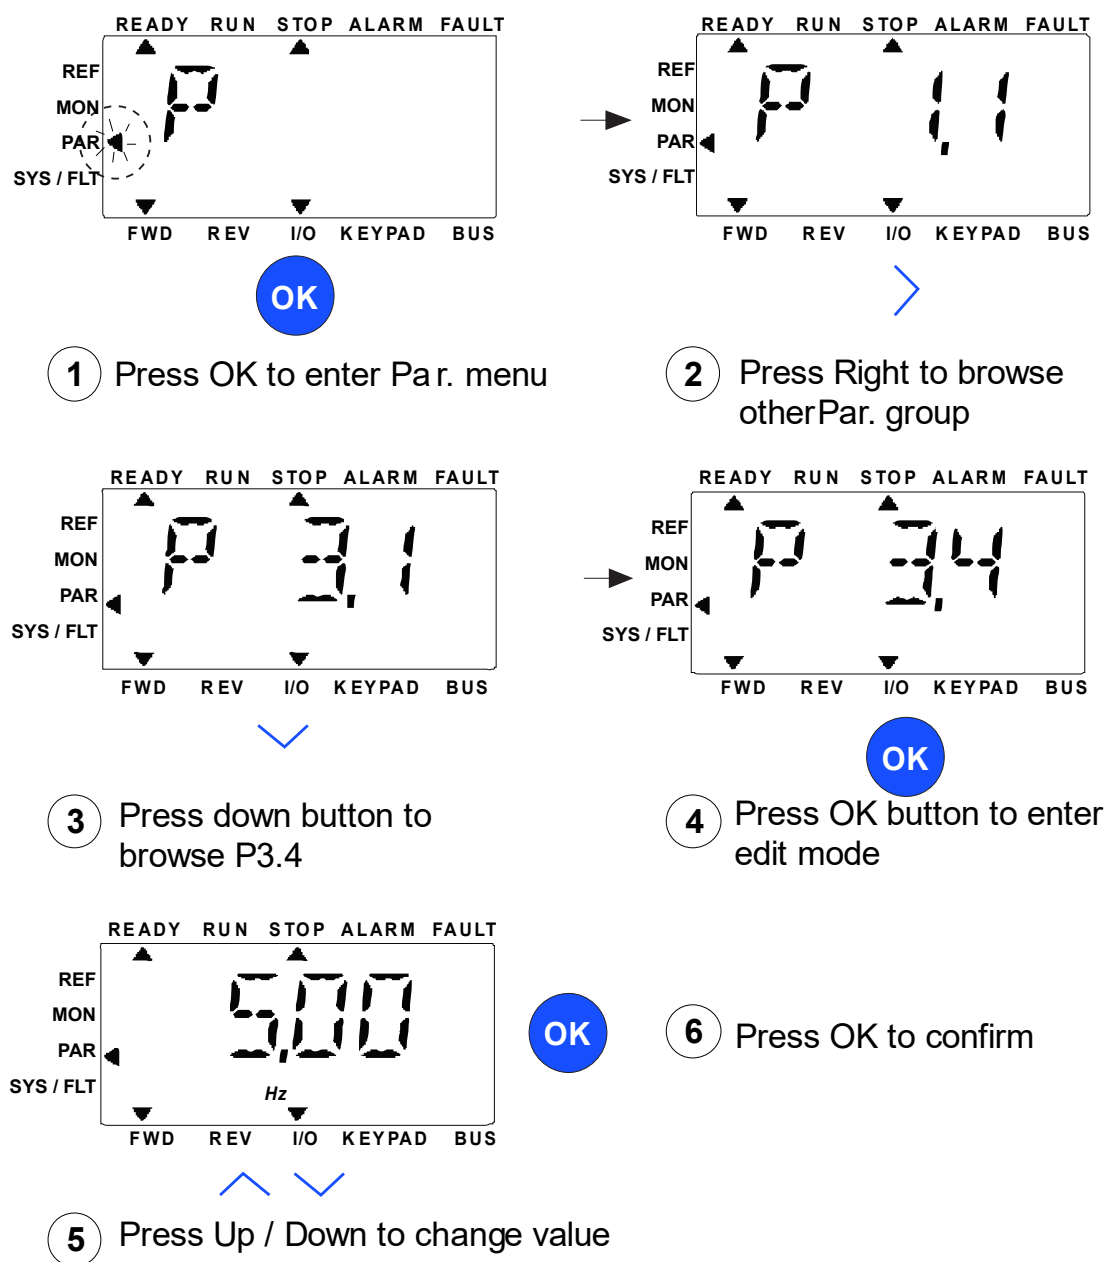 READY RUN STOP ALARM FAULT
REF
MON
PAR
SYS / FLT
P
FWD REV I/O KEYPAD BUS
OK
1 Press OK to enter Par. menu
READY RUN STOP ALARM FAULT
REF
MON
PAR
SYS / FLT
P 1.1
FWD REV I/O KEYPAD BUS
2 Press Right to browse
otherPar. group
READY RUN STOP ALARM FAULT
REF
MON
PAR
SYS / FLT
P 3.1
FWD REV I/O KEYPAD BUS
3 Press down button to
browse P3.4
READY RUN STOP ALARM FAULT
REF
MON
PAR
SYS / FLT
P 3.4
FWD REV I/O KEYPAD BUS
OK
4 Press OK button to enter
edit mode
READY RUN STOP ALARM FAULT
REF
MON
PAR
SYS / FLT
5.00
Hz
FWD REV I/O KEYPAD BUS
5 Press Up / Down to change value
OK
6 Press OK to confirm